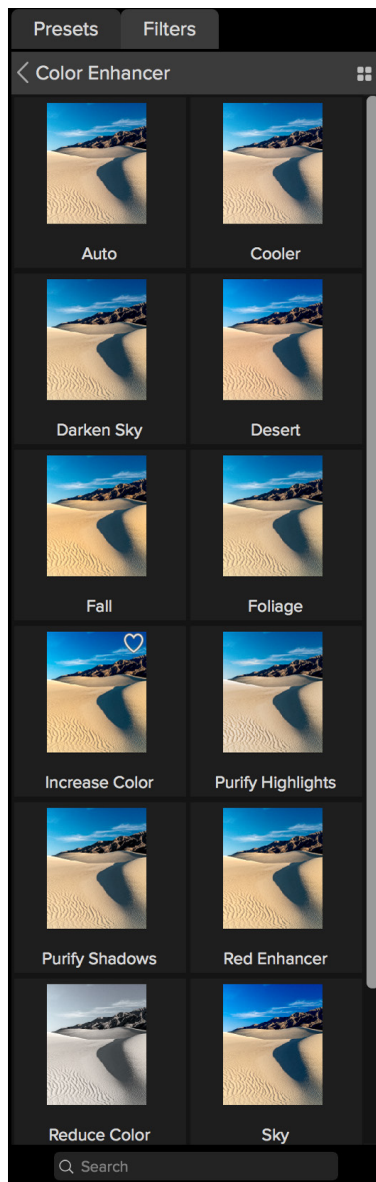 Presets Filters
Color Enhancer
Auto Cooler
Darken Sky Desert
Fall Foliage
Increase Color Purify Highlights
Purify Shadows Red Enhancer
Reduce Color Sky
Search